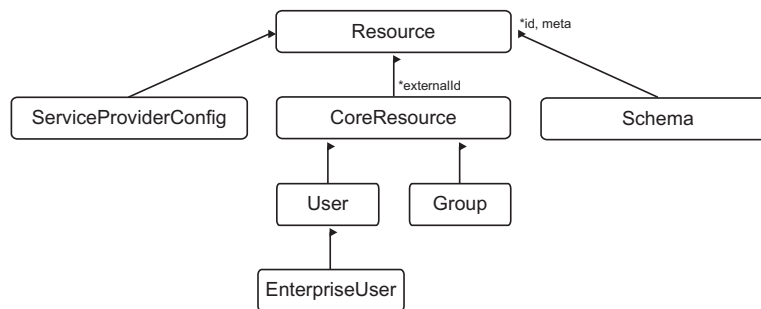 Resource
*id, meta
*externalId
ServiceProviderConfig
CoreResource
Schema
User
Group
EnterpriseUser